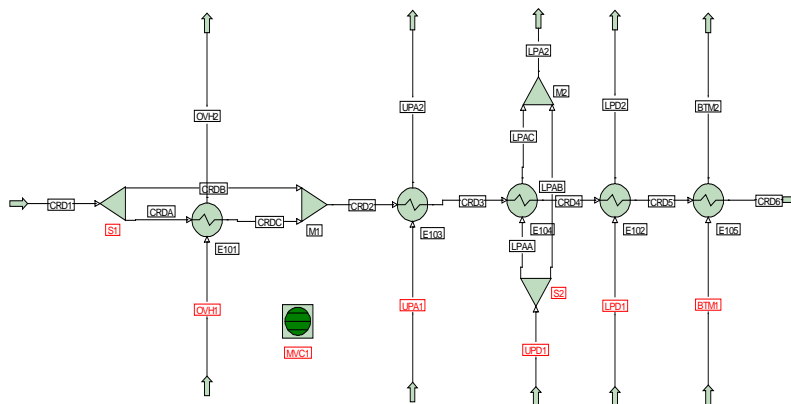 LPA2
M2
UPA2
LPD2
BTM2
OVH2
LPAC
CRDB
LPAB
CRD1
CRDA
CRDC
CRD2
CRD3
CRD4
CRD5
CRD6
S1
E101
M1
E103
E104
E102
E105
LPAA
S2
OVH1
UPA1
LPD1
BTM1
MVC1
UPD1